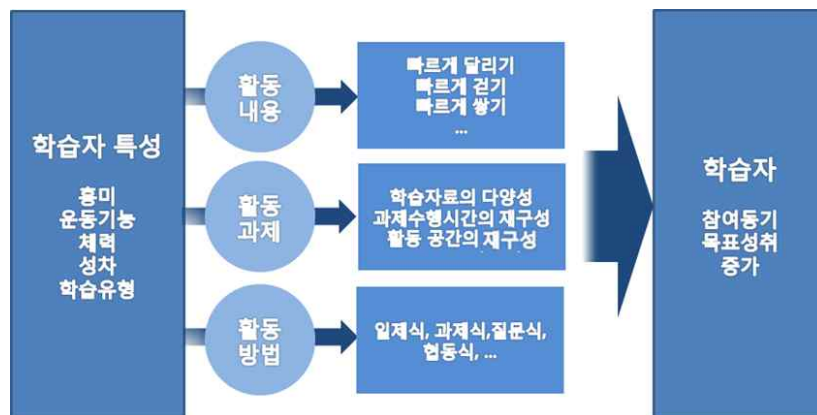 학습자 특성
흥미
운동기능
체력
성차
학습유형
활동
내용
빠르게 달리기
빠르게 걷기
빠르게 쌓기
...
활동
과제
학습자료의 다양성
과제수행시간의 재구성
활동 공간의 재구성
활동
방법
일제식, 과제식,질문식,
협동식, ...
학습자
참여동기
목표성취
증가